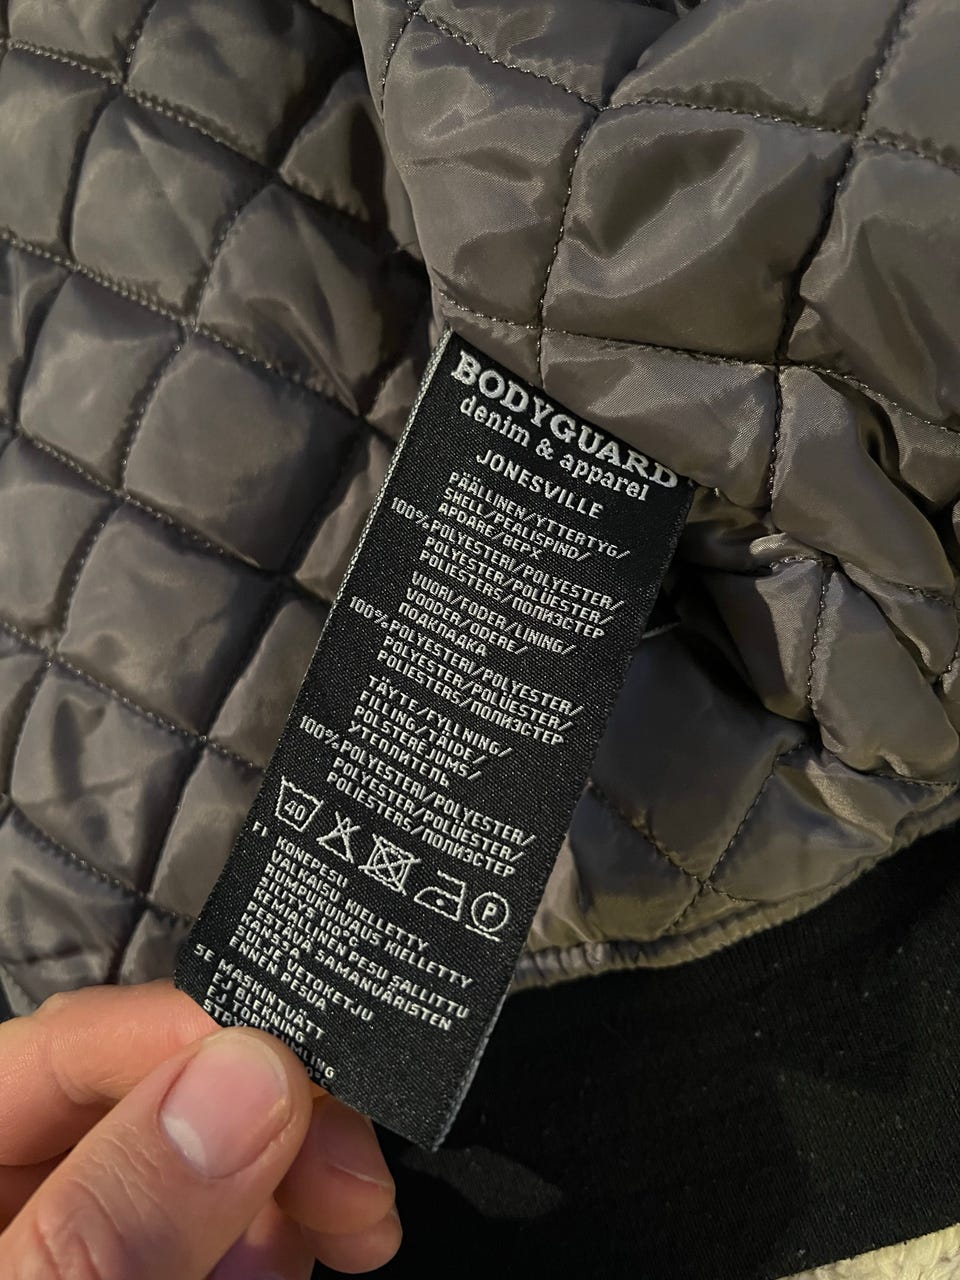 BODYGUARD
denim & apparel
JONESVILLE
PÄÄLLINEN/YTTERTYG/
SHELL/PEALISPIND/
APDARE/ВЕРХ
100% POLYESTERI/POLYESTER/
POLYESTER/POLÜESTER/
POLIESTERS/ПОЛИЭСТЕР
VUORI/FODER/LINING/
VOODER/ODERE/
ПОДКЛАДКА
100% POLYESTERI/POLYESTER/
POLYESTER/POLÜESTER/
POLIESTERS/ПОЛИЭСТЕР
TÄYTE/FYLLNING/
FILLING/TÄIDE/
POLSTERĒJUMS/
УТЕПЛИТЕЛЬ
100% POLYESTERI/POLYESTER/
POLYESTER/POLÜESTER/
POLIESTERS/ПОЛИЭСТЕР
40 P
FI KONEPESU
VALKAISU KIELLETTY
RUMPUKUIVAUS KIELLETTY
SILITYS 110°C
KEMIALLINEN PESU SALLITTU
PESTÄVÄ SAMANVÄRISTEN
KANSSA
SULJE VETOKETJU
ENNEN PESUA
SE MASKINTVÄTT
EJ BLEKNING